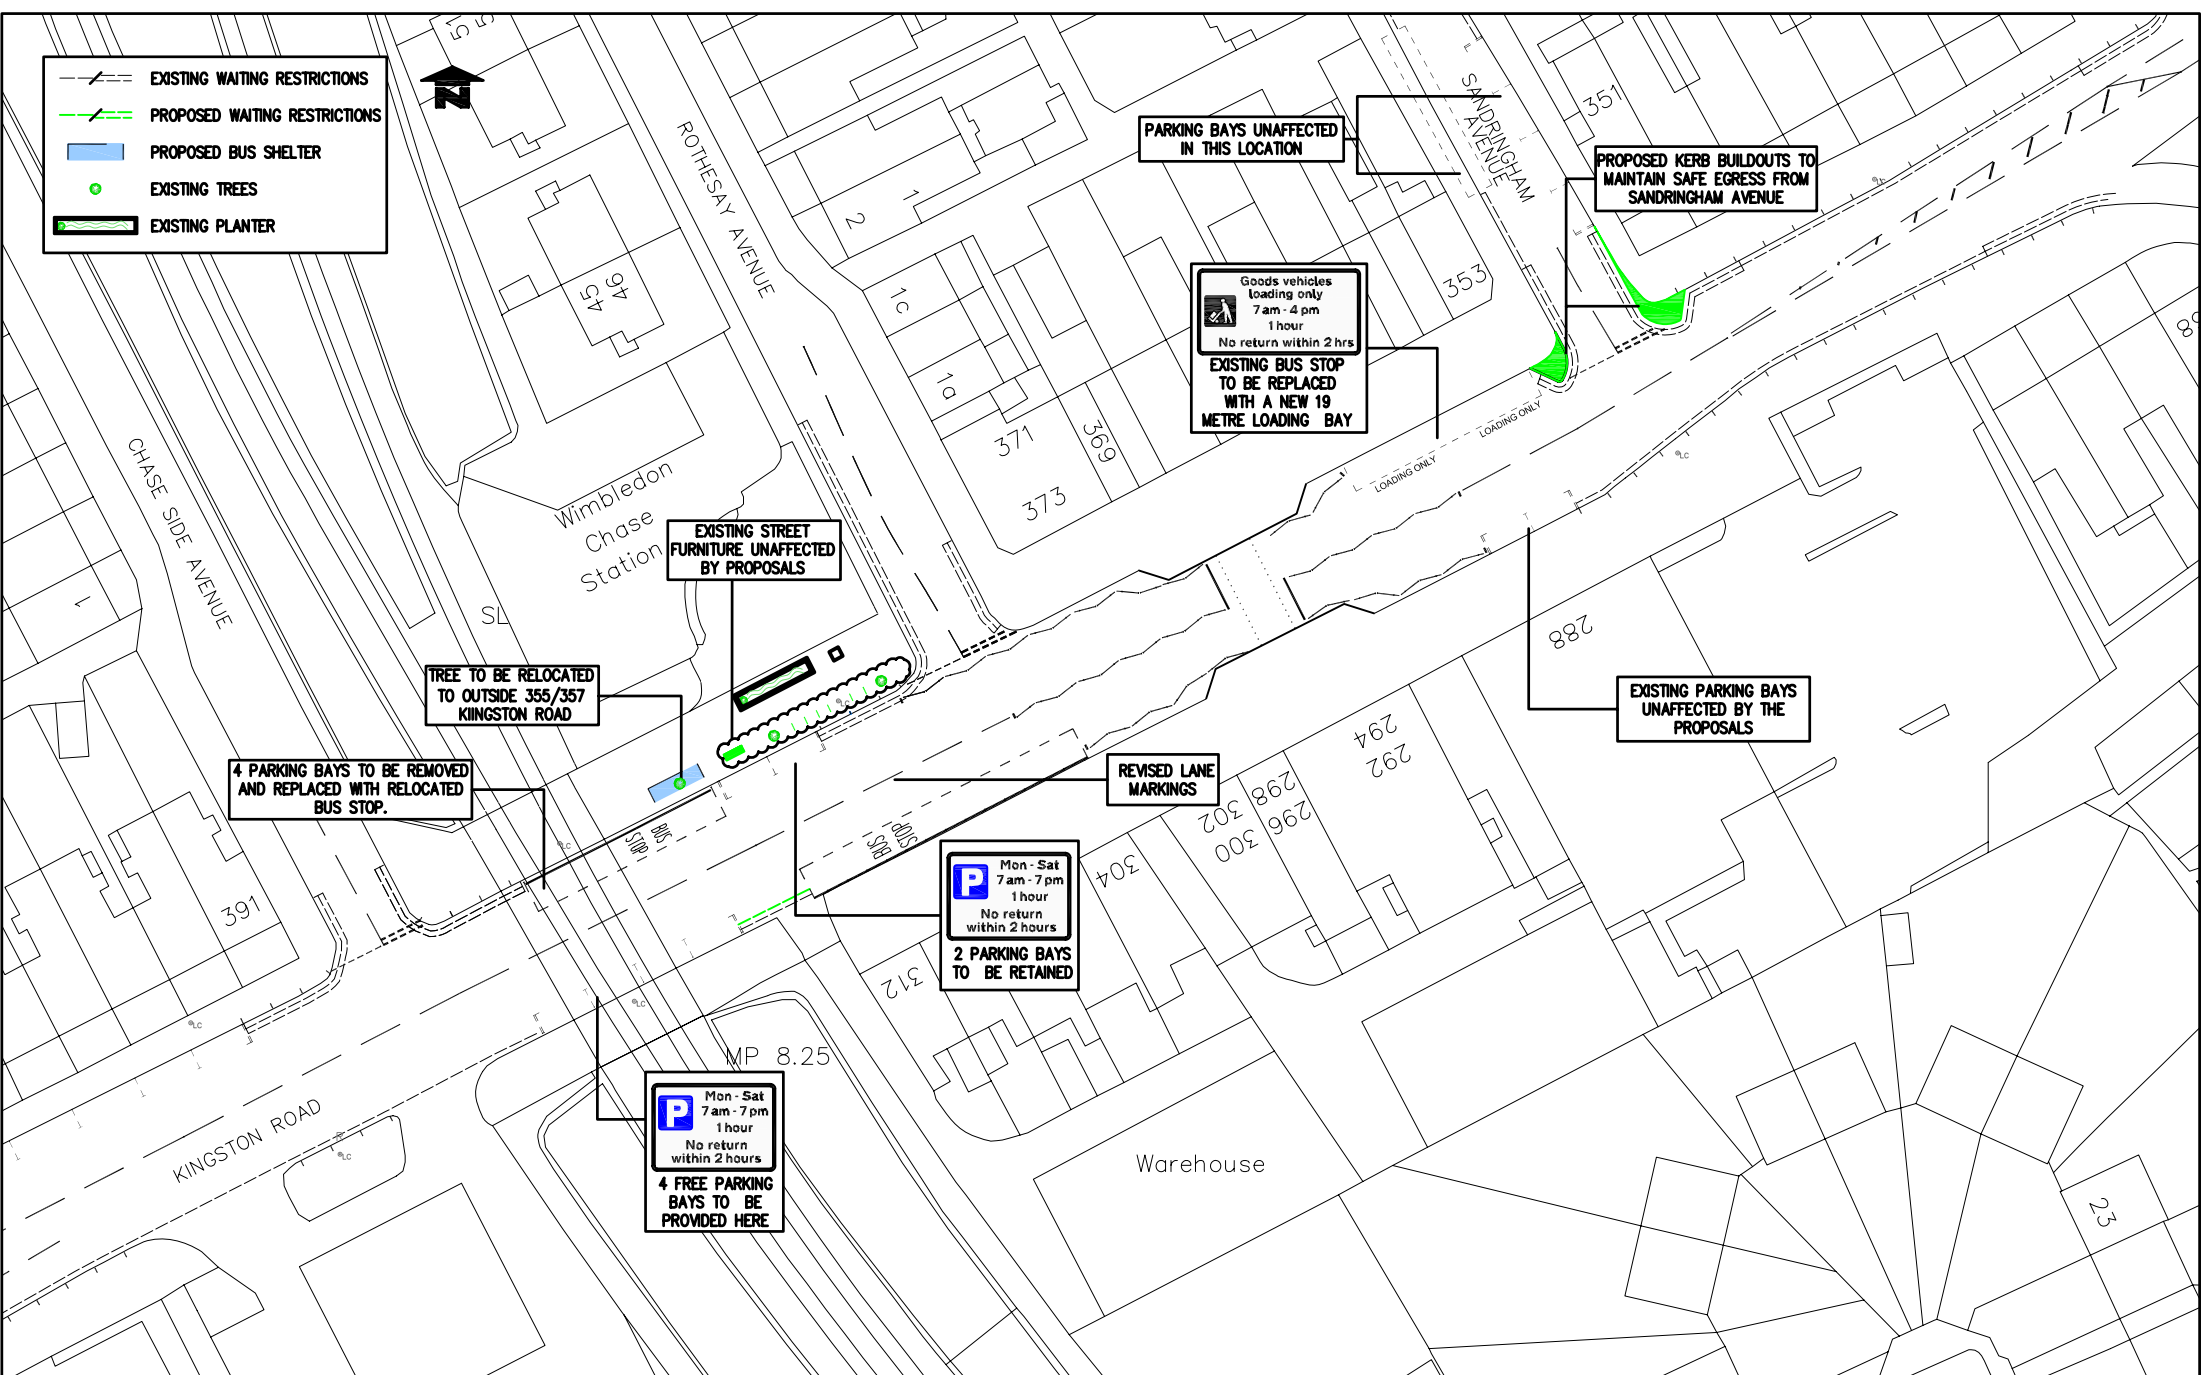 EXISTING WAITING RESTRICTIONS
PROPOSED WAITING RESTRICTIONS
PROPOSED BUS SHELTER
EXISTING TREES
EXISTING PLANTER
N
51
ROTHESAY AVENUE
2
1
46
45
1c
1a
371
369
373
353
351
SANDRINGHAM
AVENUE
PARKING BAYS UNAFFECTED
IN THIS LOCATION
PROPOSED KERB BUILDOUTS TO
MAINTAIN SAFE EGRESS FROM
SANDRINGHAM AVENUE
Goods vehicles
loading only
7 am - 4 pm
1 hour
No return within 2 hrs
EXISTING BUS STOP
TO BE REPLACED
WITH A NEW 19
METRE LOADING BAY
LOADING ONLY
LOADING ONLY
LC
CHASE SIDE AVENUE
1
Wimbledon
Chase
Station
SL
EXISTING STREET
FURNITURE UNAFFECTED
BY PROPOSALS
TREE TO BE RELOCATED
TO OUTSIDE 355/357
KIINGSTON ROAD
4 PARKING BAYS TO BE REMOVED
AND REPLACED WITH RELOCATED
BUS STOP.
LC
BUS
STOP
BUS
STOP
REVISED LANE
MARKINGS
EXISTING PARKING BAYS
UNAFFECTED BY THE
PROPOSALS
288
294
292
298
302
296
300
304
312
391
Mon - Sat
7 am - 7 pm
1 hour
No return
within 2 hours
2 PARKING BAYS
TO BE RETAINED
LC
LC
MP 8.25
Mon - Sat
7 am - 7 pm
1 hour
No return
within 2 hours
4 FREE PARKING
BAYS TO BE
PROVIDED HERE
KINGSTON ROAD
LC
Warehouse
23